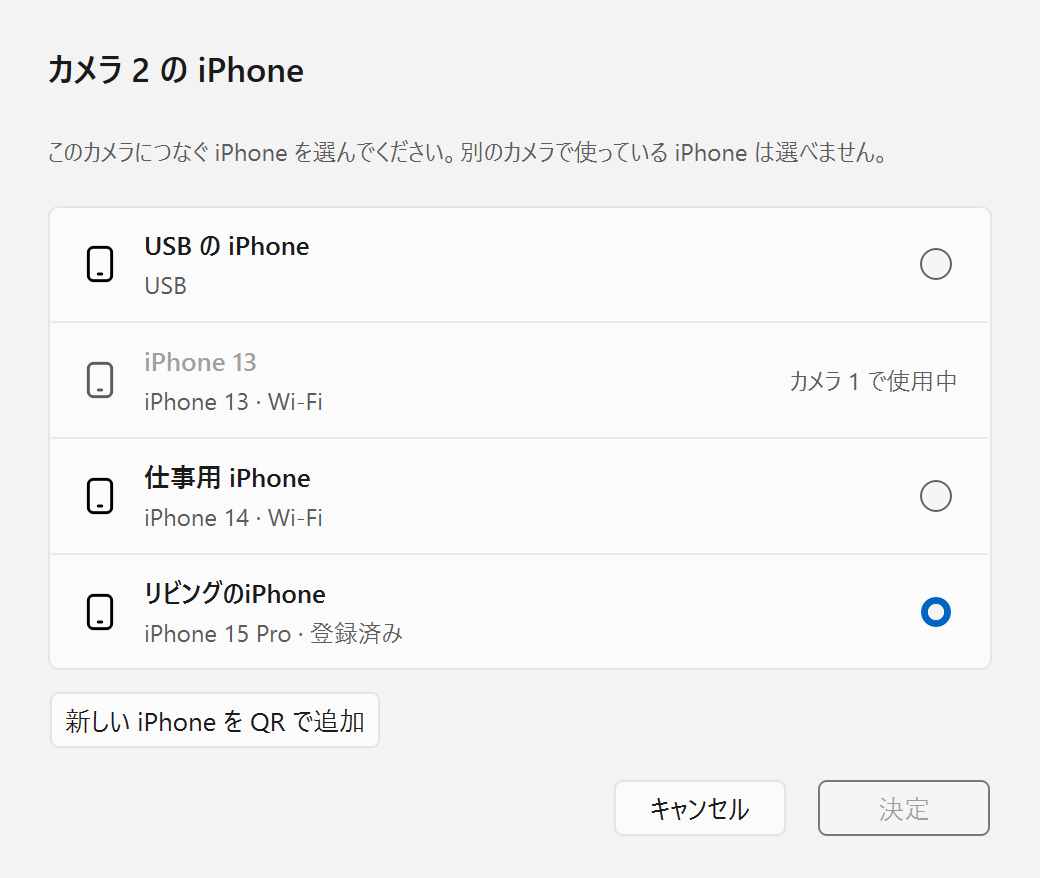 カメラ 2 の iPhone
このカメラにつなぐ iPhone を選んでください。別のカメラで使っている iPhone は選べません。
USB の iPhone
USB
iPhone 13
iPhone 13 · Wi-Fi
カメラ 1 で使用中
仕事用 iPhone
iPhone 14 · Wi-Fi
リビングのiPhone
iPhone 15 Pro · 登録済み
新しい iPhone を QR で追加
キャンセル
決定